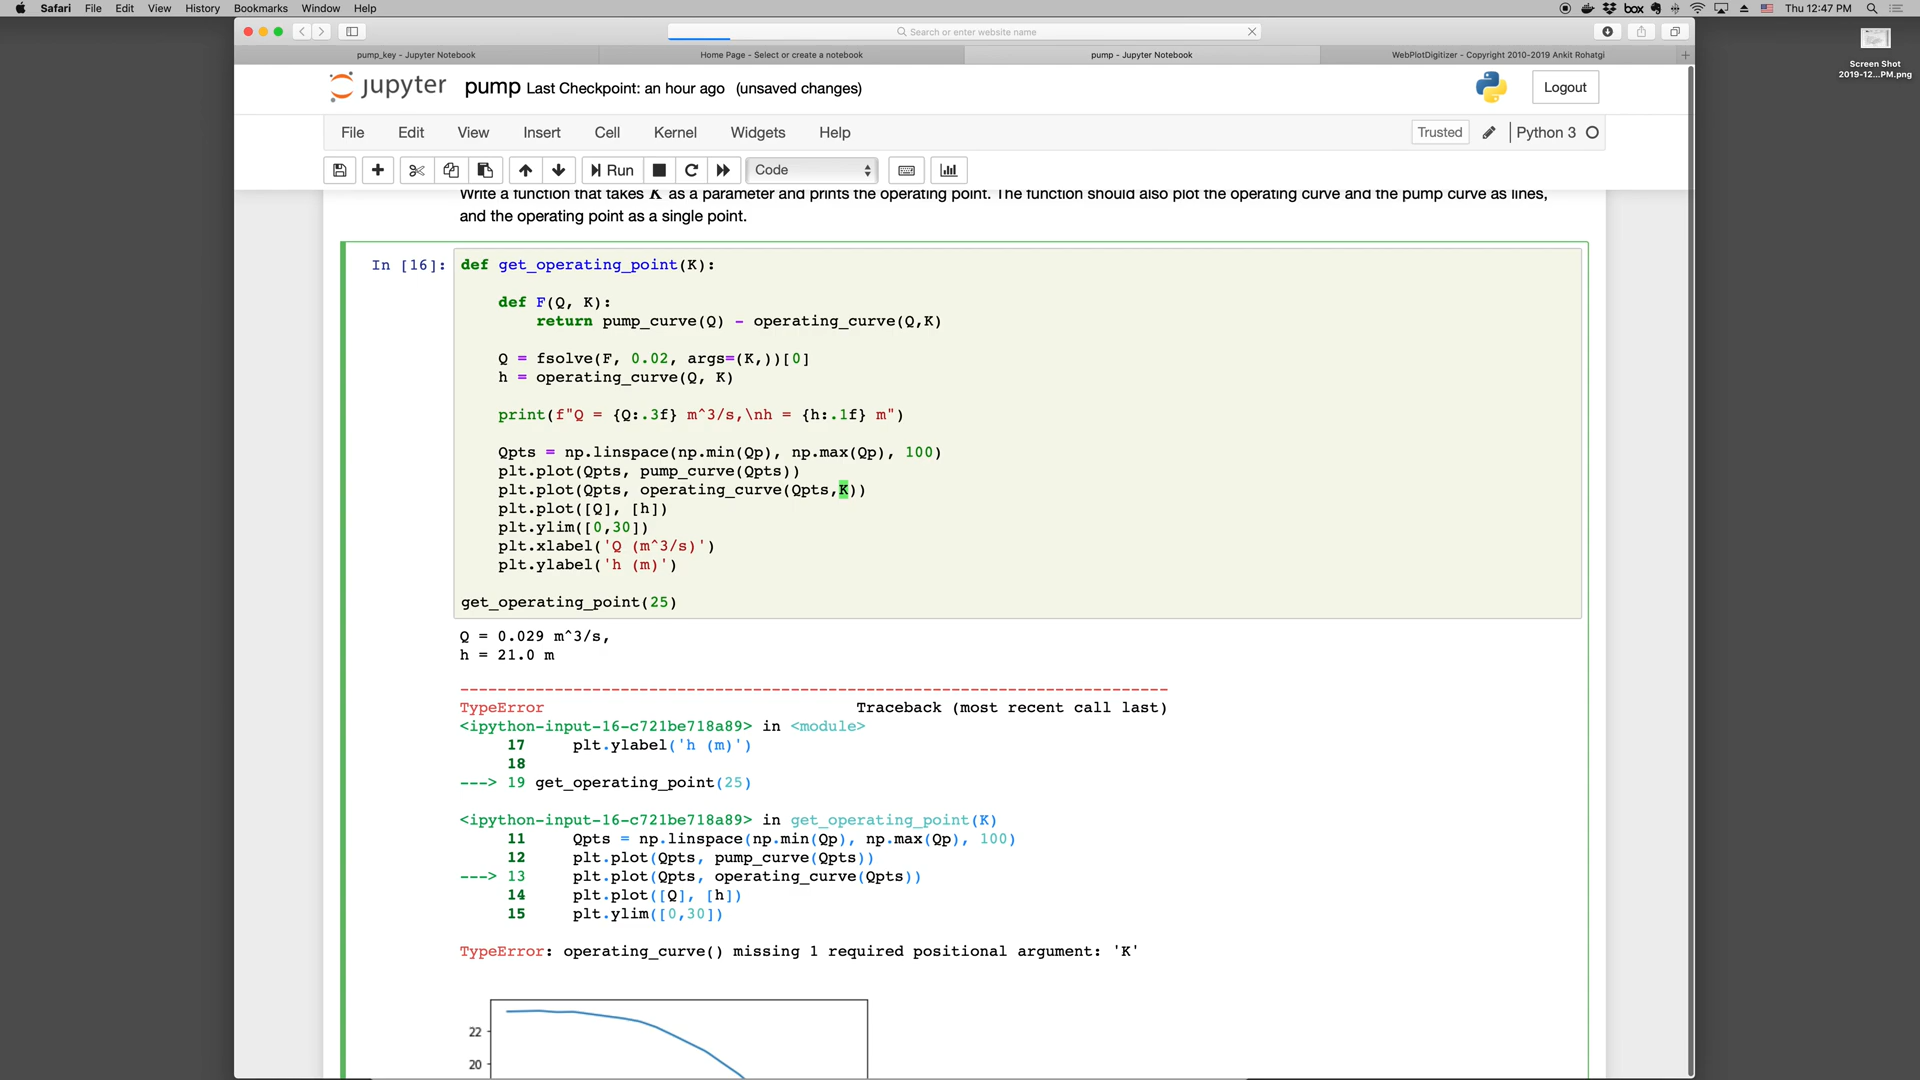 Safari File Edit View History Bookmarks Window Help box Thu 12:47 PM
Search or enter website name
pump_key - Jupyter Notebook Home Page - Select or create a notebook pump - Jupyter Notebook WebPlotDigitizer - Copyright 2010-2019 Ankit Rohatgi
Screen Shot
2019-12...PM.png
jupyter pump Last Checkpoint: an hour ago (unsaved changes) Logout
File Edit View Insert Cell Kernel Widgets Help Trusted Python 3
Run Code
Write a function that takes K as a parameter and prints the operating point. The function should also plot the operating curve and the pump curve as lines,
and the operating point as a single point.
In [16]: def get_operating_point(K):
def F(Q, K):
return pump_curve(Q) - operating_curve(Q,K)
Q = fsolve(F, 0.02, args=(K,))[0]
h = operating_curve(Q, K)
print(f"Q = {Q:.3f} m^3/s,\nh = {h:.1f} m")
Qpts = np.linspace(np.min(Qp), np.max(Qp), 100)
plt.plot(Qpts, pump_curve(Qpts))
plt.plot(Qpts, operating_curve(Qpts,K))
plt.plot([Q], [h])
plt.ylim([0,30])
plt.xlabel('Q (m^3/s)')
plt.ylabel('h (m)')
get_operating_point(25)
Q = 0.029 m^3/s,
h = 21.0 m
---------------------------------------------------------------------------
TypeError Traceback (most recent call last)
<ipython-input-16-c721be718a89> in <module>
17 plt.ylabel('h (m)')
18
---> 19 get_operating_point(25)
<ipython-input-16-c721be718a89> in get_operating_point(K)
11 Qpts = np.linspace(np.min(Qp), np.max(Qp), 100)
12 plt.plot(Qpts, pump_curve(Qpts))
---> 13 plt.plot(Qpts, operating_curve(Qpts))
14 plt.plot([Q], [h])
15 plt.ylim([0,30])
TypeError: operating_curve() missing 1 required positional argument: 'K'
22
20